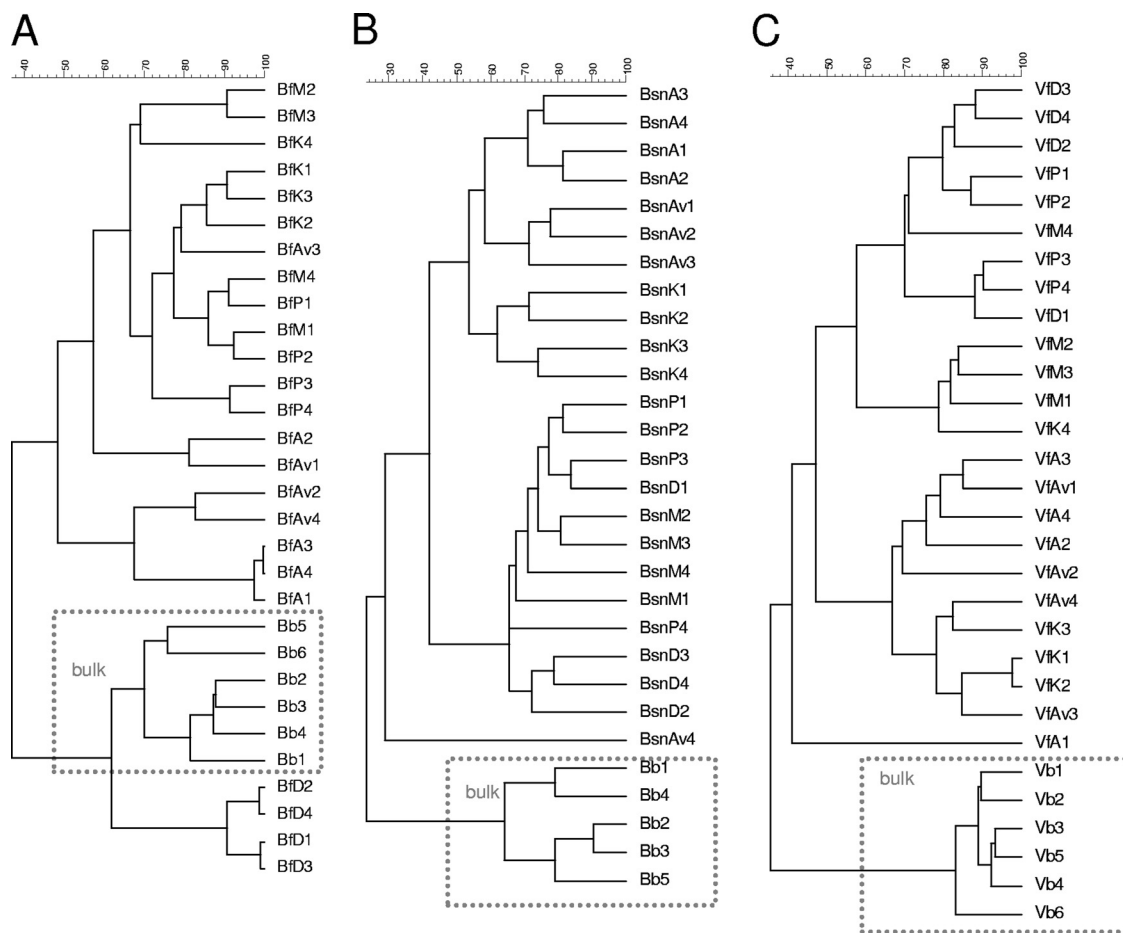 A
40 50 60 70 80 90 100
BfM2
BfM3
BfK4
BfK1
BfK3
BfK2
BfAv3
BfM4
BfP1
BfM1
BfP2
BfP3
BfP4
BfA2
BfAv1
BfAv2
BfAv4
BfA3
BfA4
BfA1
bulk
Bb5
Bb6
Bb2
Bb3
Bb4
Bb1
BfD2
BfD4
BfD1
BfD3
B
30 40 50 60 70 80 90 100
BsnA3
BsnA4
BsnA1
BsnA2
BsnAv1
BsnAv2
BsnAv3
BsnK1
BsnK2
BsnK3
BsnK4
BsnP1
BsnP2
BsnP3
BsnD1
BsnM2
BsnM3
BsnM4
BsnM1
BsnP4
BsnD3
BsnD4
BsnD2
BsnAv4
bulk
Bb1
Bb4
Bb2
Bb3
Bb5
C
40 50 60 70 80 90 100
VfD3
VfD4
VfD2
VfP1
VfP2
VfM4
VfP3
VfP4
VfD1
VfM2
VfM3
VfM1
VfK4
VfA3
VfAv1
VfA4
VfA2
VfAv2
VfAv4
VfK3
VfK1
VfK2
VfAv3
VfA1
bulk
Vb1
Vb2
Vb3
Vb5
Vb4
Vb6